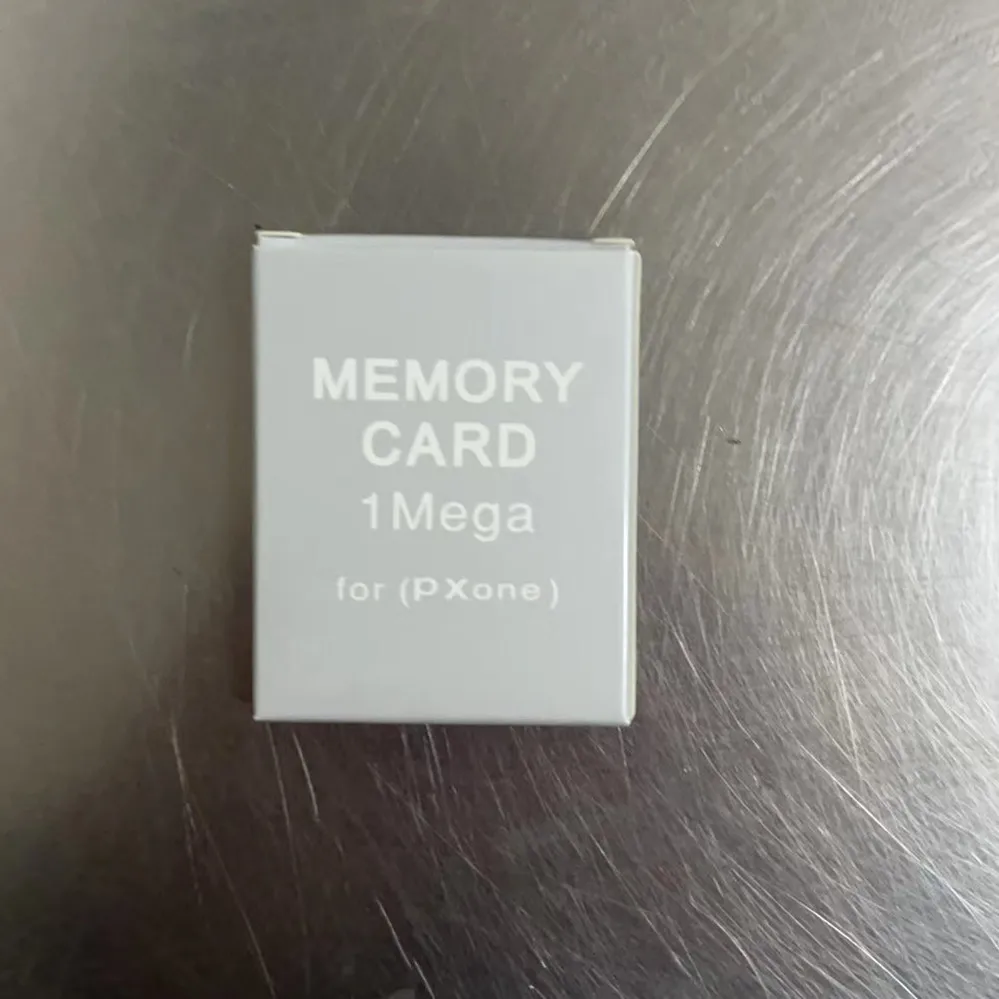 MEMORY
CARD
1Mega
for (PXone)